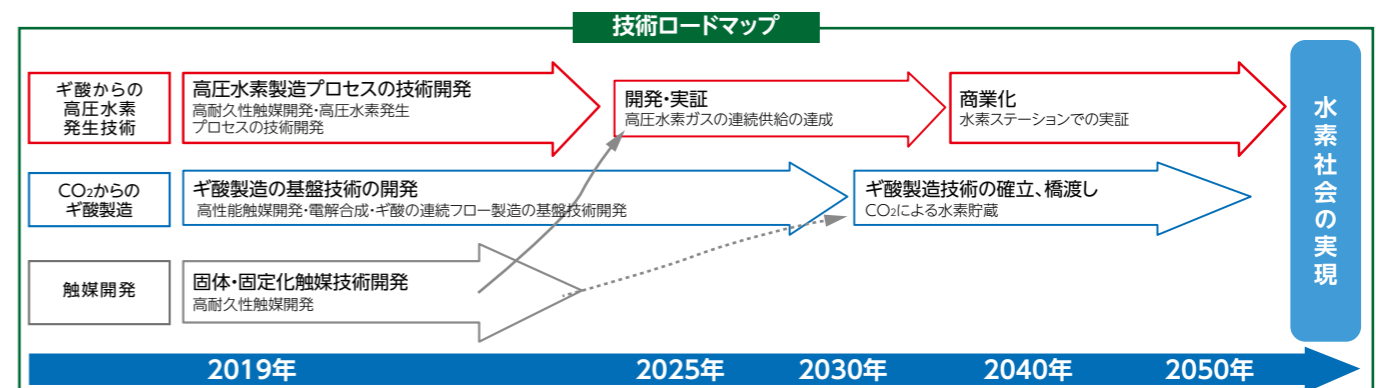 技術ロードマップ
ギ酸からの
高圧水素
発生技術
高圧水素製造プロセスの技術開発
高耐久性触媒開発・高圧水素発生
プロセスの技術開発
開発・実証
高圧水素ガスの連続供給の達成
商業化
水素ステーションでの実証
CO₂からの
ギ酸製造
ギ酸製造の基盤技術の開発
高性能触媒開発・電解合成・ギ酸の連続フロー製造の基盤技術開発
ギ酸製造技術の確立、橋渡し
CO₂による水素貯蔵
触媒開発
固体・固定化触媒技術開発
高耐久性触媒開発
水素社会の実現
2019年 2025年 2030年 2040年 2050年